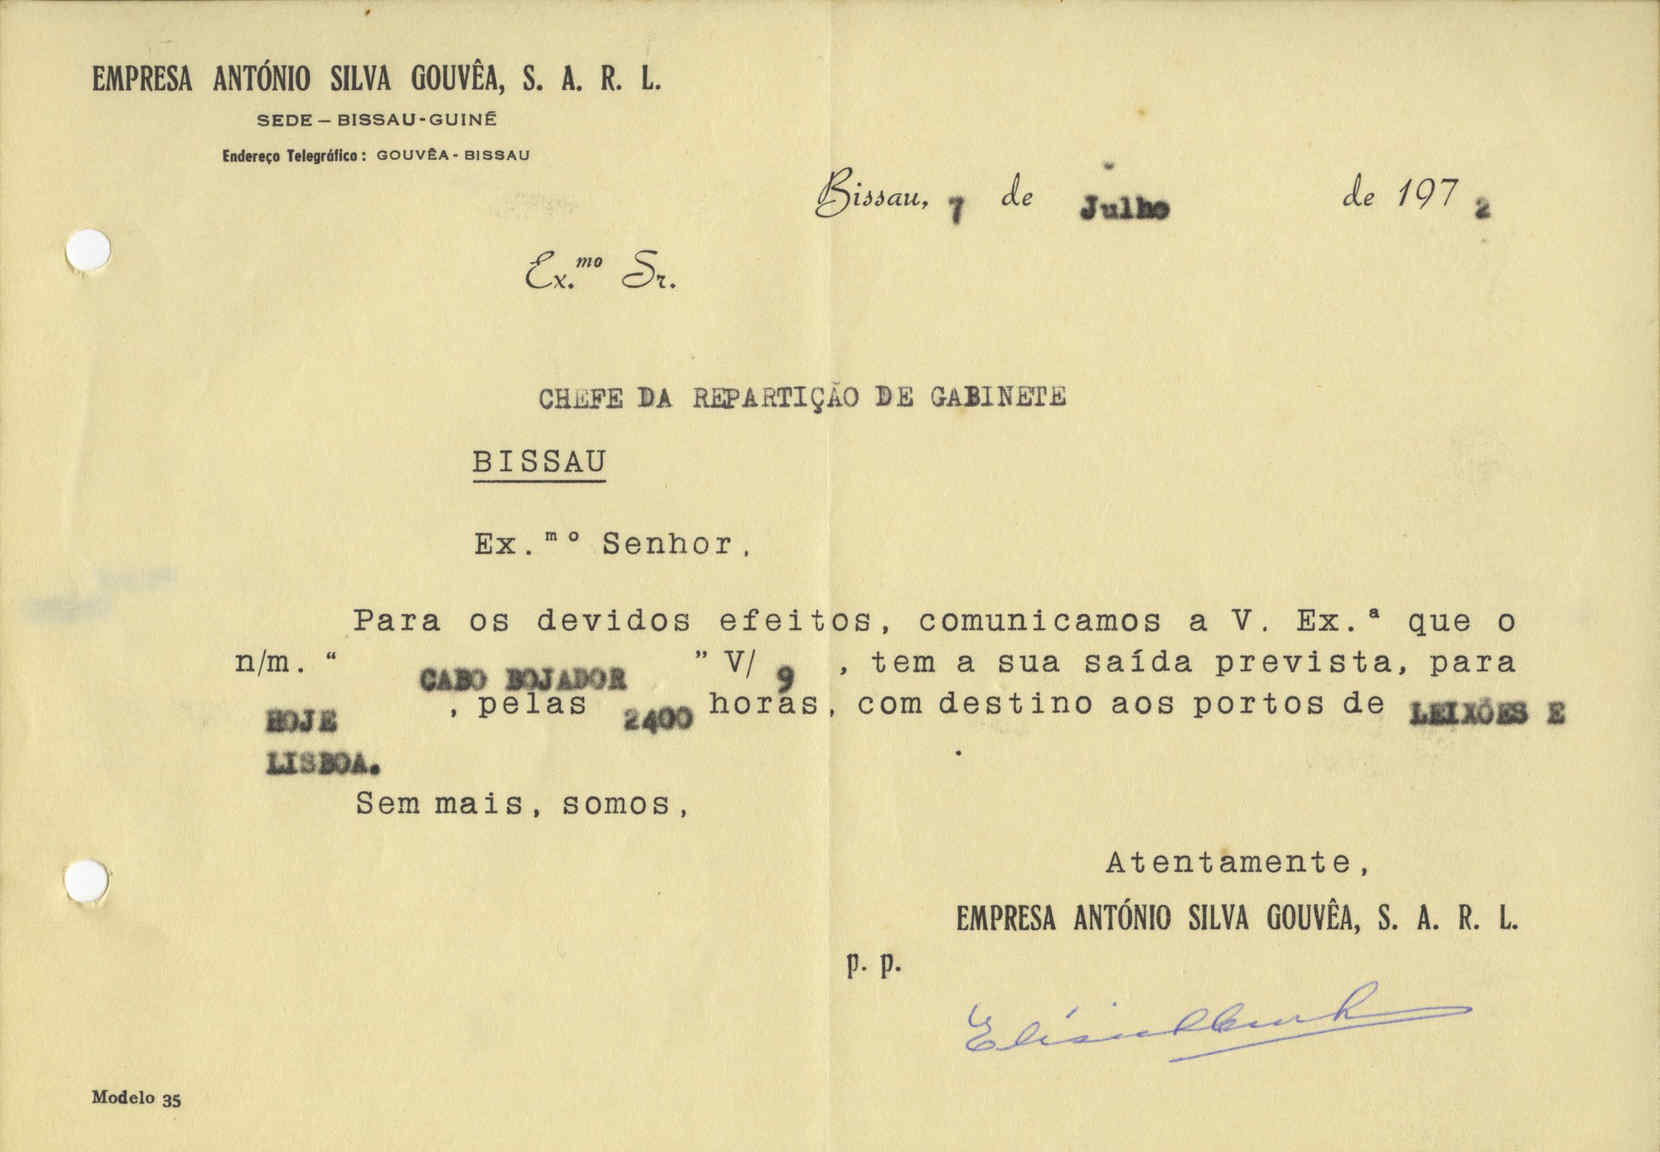 EMPRESA ANTÓNIO SILVA GOUVÊA, S. A. R. L.
SEDE – BISSAU-GUINÉ
Endereço Telegráfico: GOUVÊA - BISSAU
Bissau, 7 de Julho de 1972
Ex.mo Sr.
CHEFE DA REPARTIÇÃO DE GABINETE
BISSAU
Ex.mo Senhor,
Para os devidos efeitos, comunicamos a V. Ex.ª que o
n/m. “ CABO BOJADOR ” V/ 9 , tem a sua saída prevista, para
HOJE , pelas 2400 horas, com destino aos portos de LEIXÕES E
LISBOA.
Sem mais, somos,
Atentamente,
EMPRESA ANTÓNIO SILVA GOUVÊA, S. A. R. L.
p. p.
Modelo 35